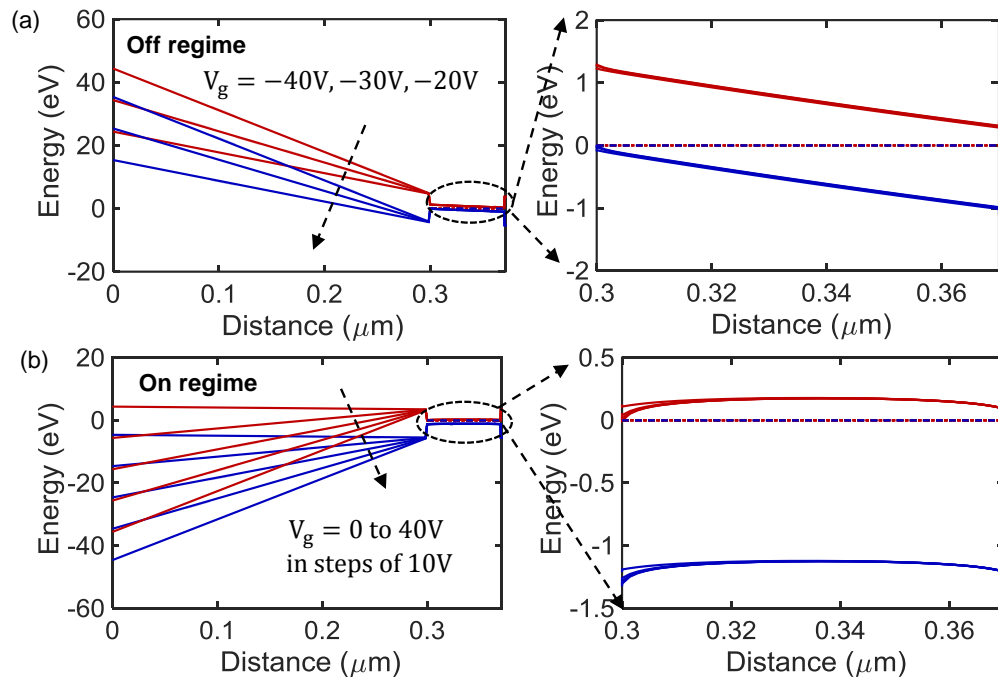 (a)
Off regime
V_g = −40V, −30V, −20V
Energy (eV)
60
40
20
0
-20
0
0.1
0.2
0.3
Distance (μm)
Energy (eV)
2
1
0
-1
-2
0.3
0.32
0.34
0.36
Distance (μm)
(b)
On regime
V_g = 0 to 40V
in steps of 10V
Energy (eV)
20
0
-20
-40
-60
0
0.1
0.2
0.3
Distance (μm)
Energy (eV)
0.5
0
-0.5
-1
-1.5
0.3
0.32
0.34
0.36
Distance (μm)